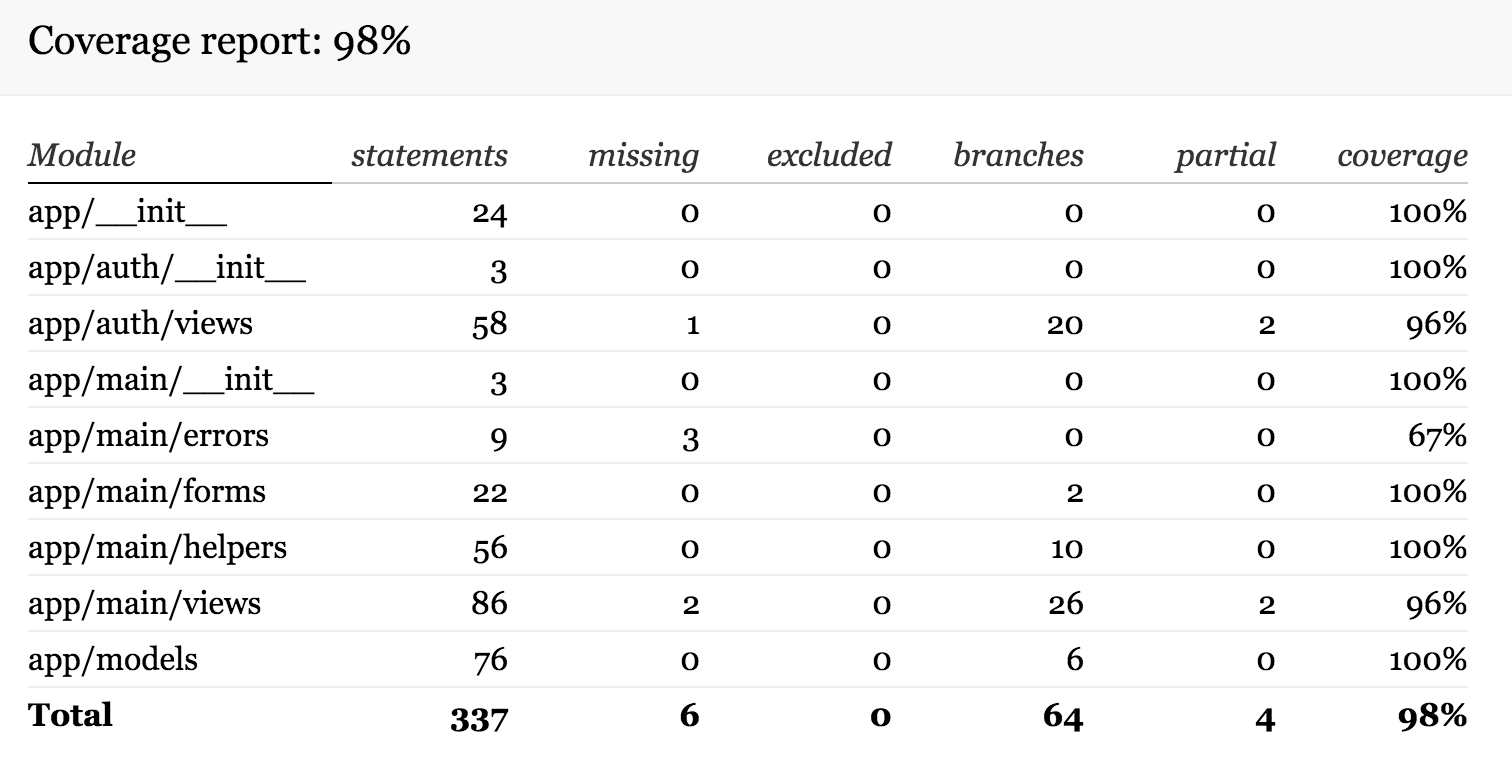 Coverage report: 98%
Module statements missing excluded branches partial coverage
app/__init__ 24 0 0 0 0 100%
app/auth/__init__ 3 0 0 0 0 100%
app/auth/views 58 1 0 20 2 96%
app/main/__init__ 3 0 0 0 0 100%
app/main/errors 9 3 0 0 0 67%
app/main/forms 22 0 0 2 0 100%
app/main/helpers 56 0 0 10 0 100%
app/main/views 86 2 0 26 2 96%
app/models 76 0 0 6 0 100%
Total 337 6 0 64 4 98%